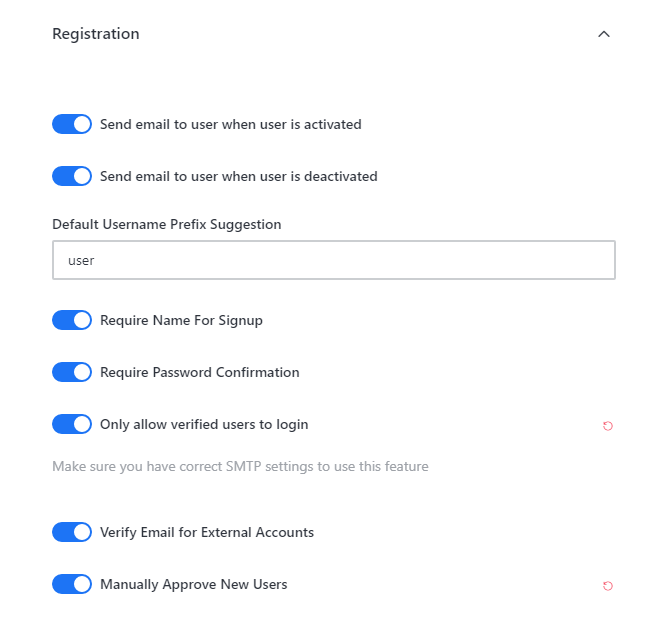 Registration
Send email to user when user is activated
Send email to user when user is deactivated
Default Username Prefix Suggestion
user
Require Name For Signup
Require Password Confirmation
Only allow verified users to login
Make sure you have correct SMTP settings to use this feature
Verify Email for External Accounts
Manually Approve New Users